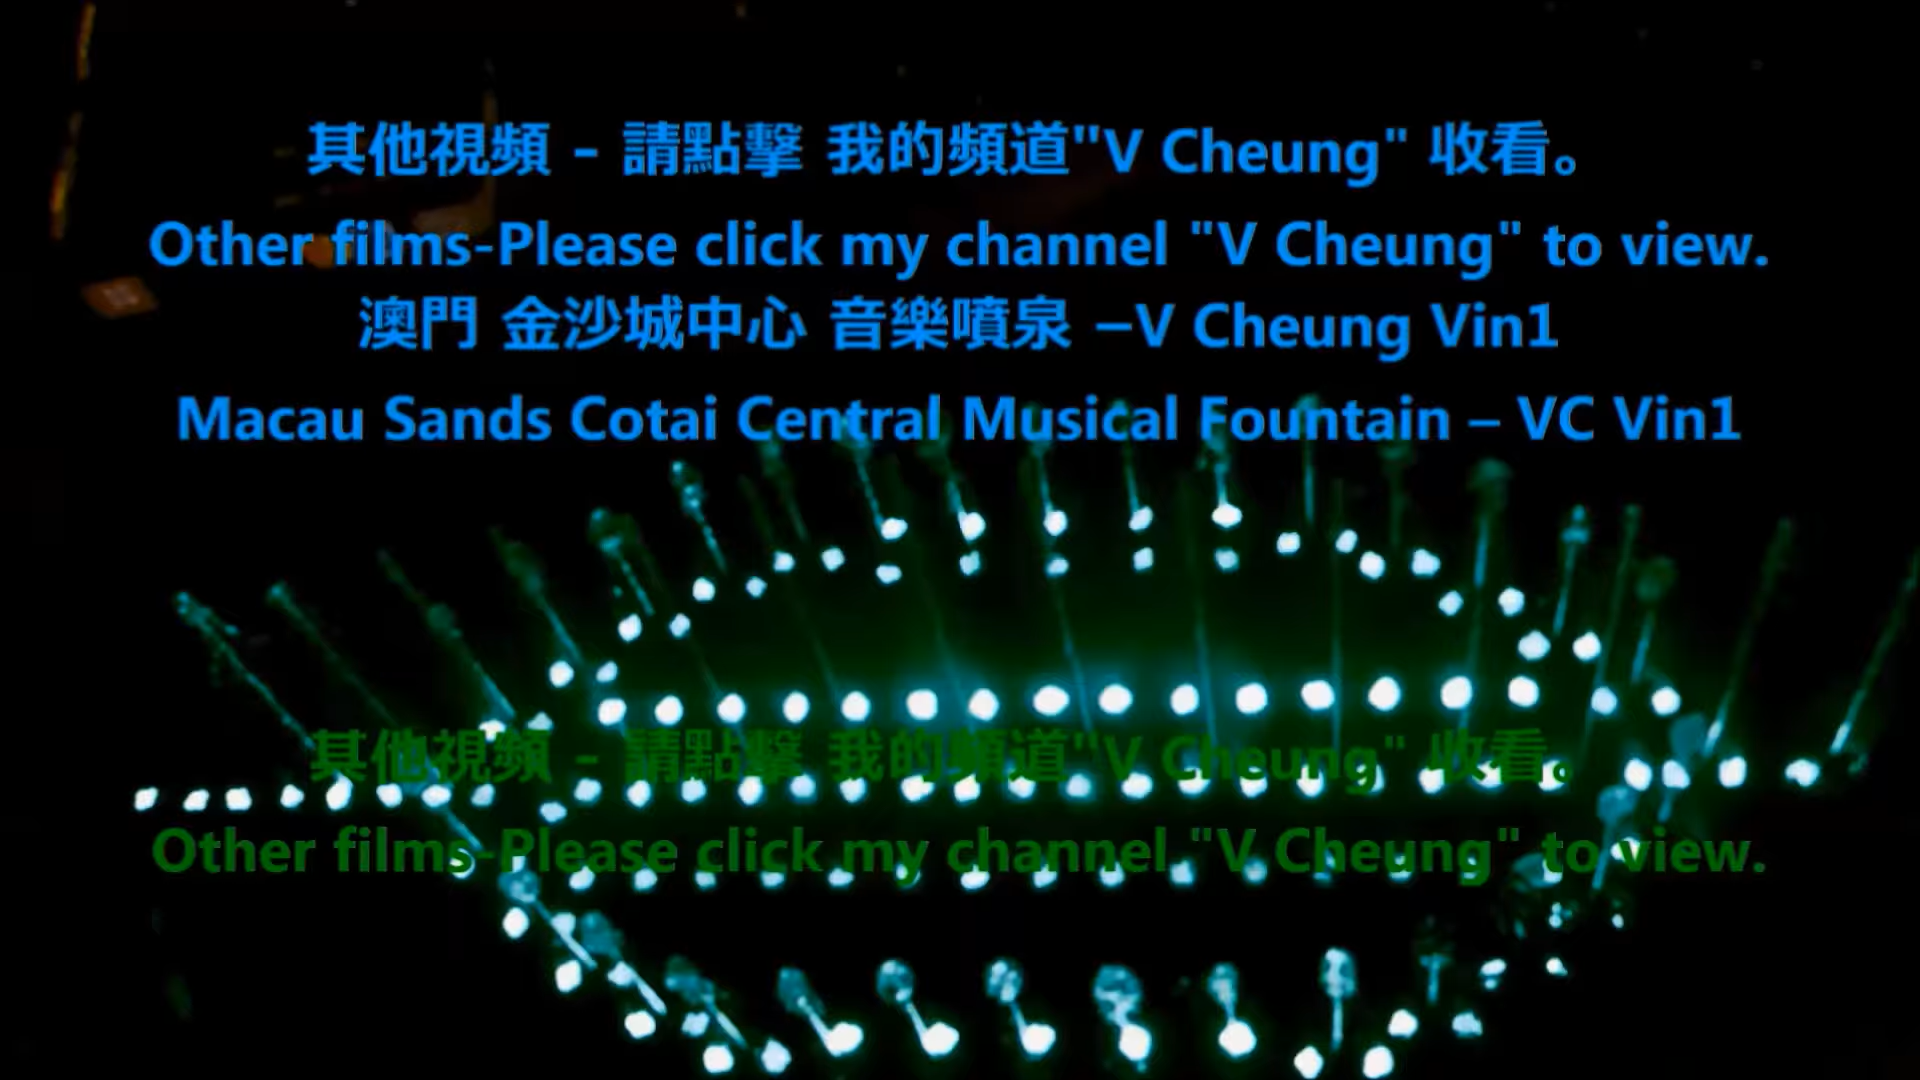 其他視頻 - 請點擊 我的頻道"V Cheung" 收看。
Other films-Please click my channel "V Cheung" to view.
澳門 金沙城中心 音樂噴泉 –V Cheung Vin1
Macau Sands Cotai Central Musical Fountain – VC Vin1
其他視頻 - 請點擊 我的頻道"V Cheung" 收看。
Other films-Please click my channel "V Cheung" to view.